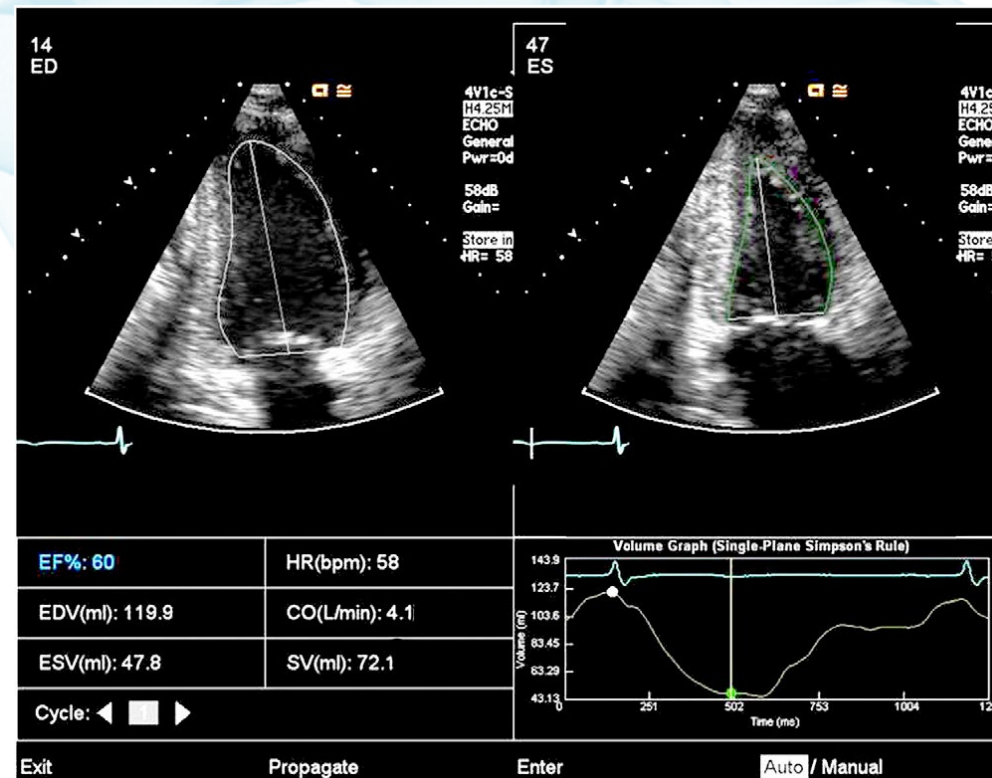 14
ED
4V1c-S
H4.25M
ECHO
General
Pwr=0d
58dB
Gain=
Store in
HR= 58
47
ES
4V1c
H4.25
ECHO
Gene
Pwr=
58dB
Gain=
Store
HR=
EF%: 60
HR(bpm): 58
EDV(ml): 119.9
CO(L/min): 4.1
ESV(ml): 47.8
SV(ml): 72.1
Cycle: 1
Volume Graph (Single-Plane Simpson's Rule)
Volume (ml)
143.9
123.7
103.6
83.45
63.29
43.13
0 251 502 753 1004 12
Time (ms)
Exit Propagate Enter Auto / Manual